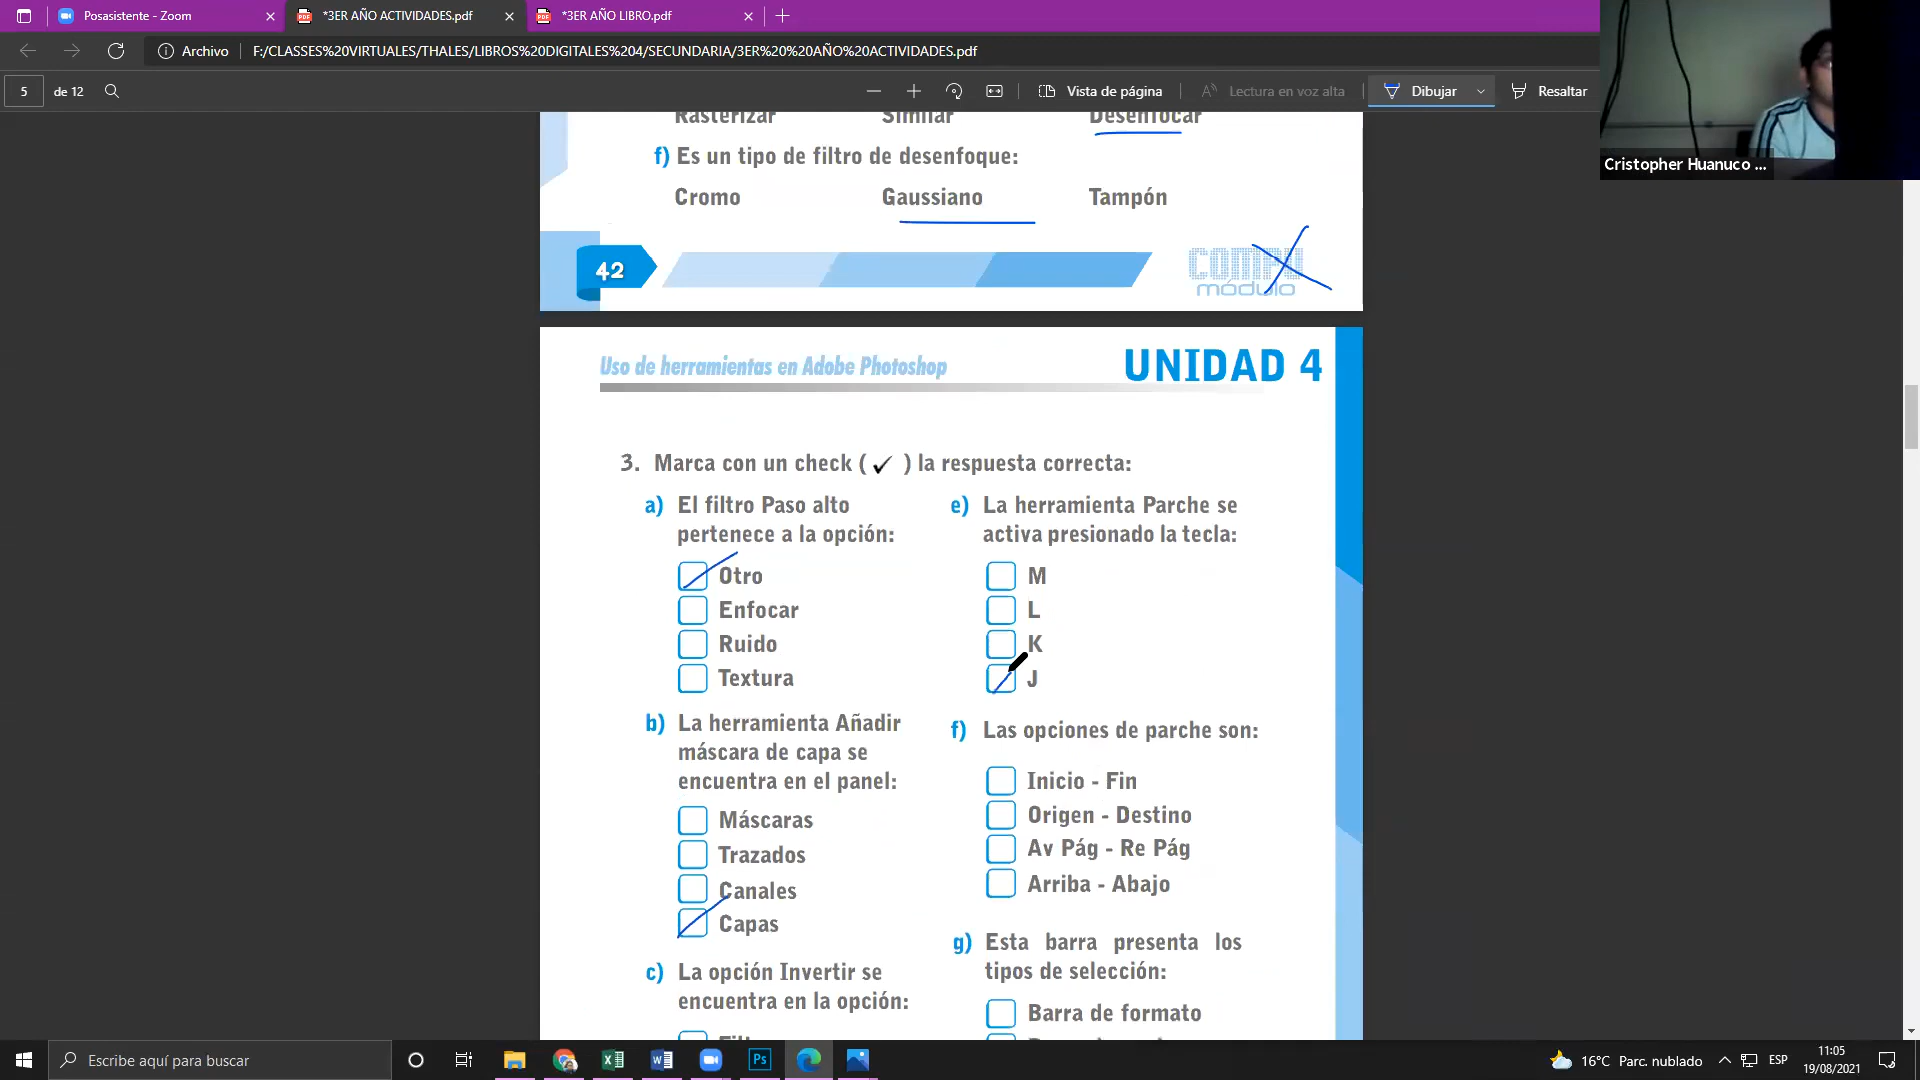 Posasistente - Zoom
*3ER AÑO ACTIVIDADES.pdf
*3ER AÑO LIBRO.pdf
Archivo
F:/CLASSES%20VIRTUALES/THALES/LIBROS%20DIGITALES%204/SECUNDARIA/3ER%20%20AÑO%20ACTIVIDADES.pdf
5 de 12
Vista de página
Lectura en voz alta
Dibujar
Resaltar
Cristopher Huanuco ...
Rasterizar Similar Desenfocar
f) Es un tipo de filtro de desenfoque:
Cromo Gaussiano Tampón
42
COMPU
módulo
Uso de herramientas en Adobe Photoshop
UNIDAD 4
3. Marca con un check ( ✓ ) la respuesta correcta:
a) El filtro Paso alto
pertenece a la opción:
Otro
Enfocar
Ruido
Textura
b) La herramienta Añadir
máscara de capa se
encuentra en el panel:
Máscaras
Trazados
Canales
Capas
c) La opción Invertir se
encuentra en la opción:
e) La herramienta Parche se
activa presionado la tecla:
M
L
K
J
f) Las opciones de parche son:
Inicio - Fin
Origen - Destino
Av Pág - Re Pág
Arriba - Abajo
g) Esta barra presenta los
tipos de selección:
Barra de formato
Escribe aquí para buscar
16°C Parc. nublado
ESP
11:05
19/08/2021